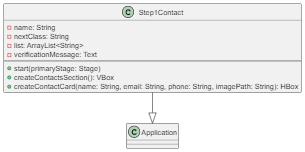 C Step1Contact
name: String
nextClass: String
list: ArrayList<String>
verificationMessage: Text
start(primaryStage: Stage)
createContactsSection(): VBox
createContactCard(name: String, email: String, phone: String, imagePath: String): HBox
C Application